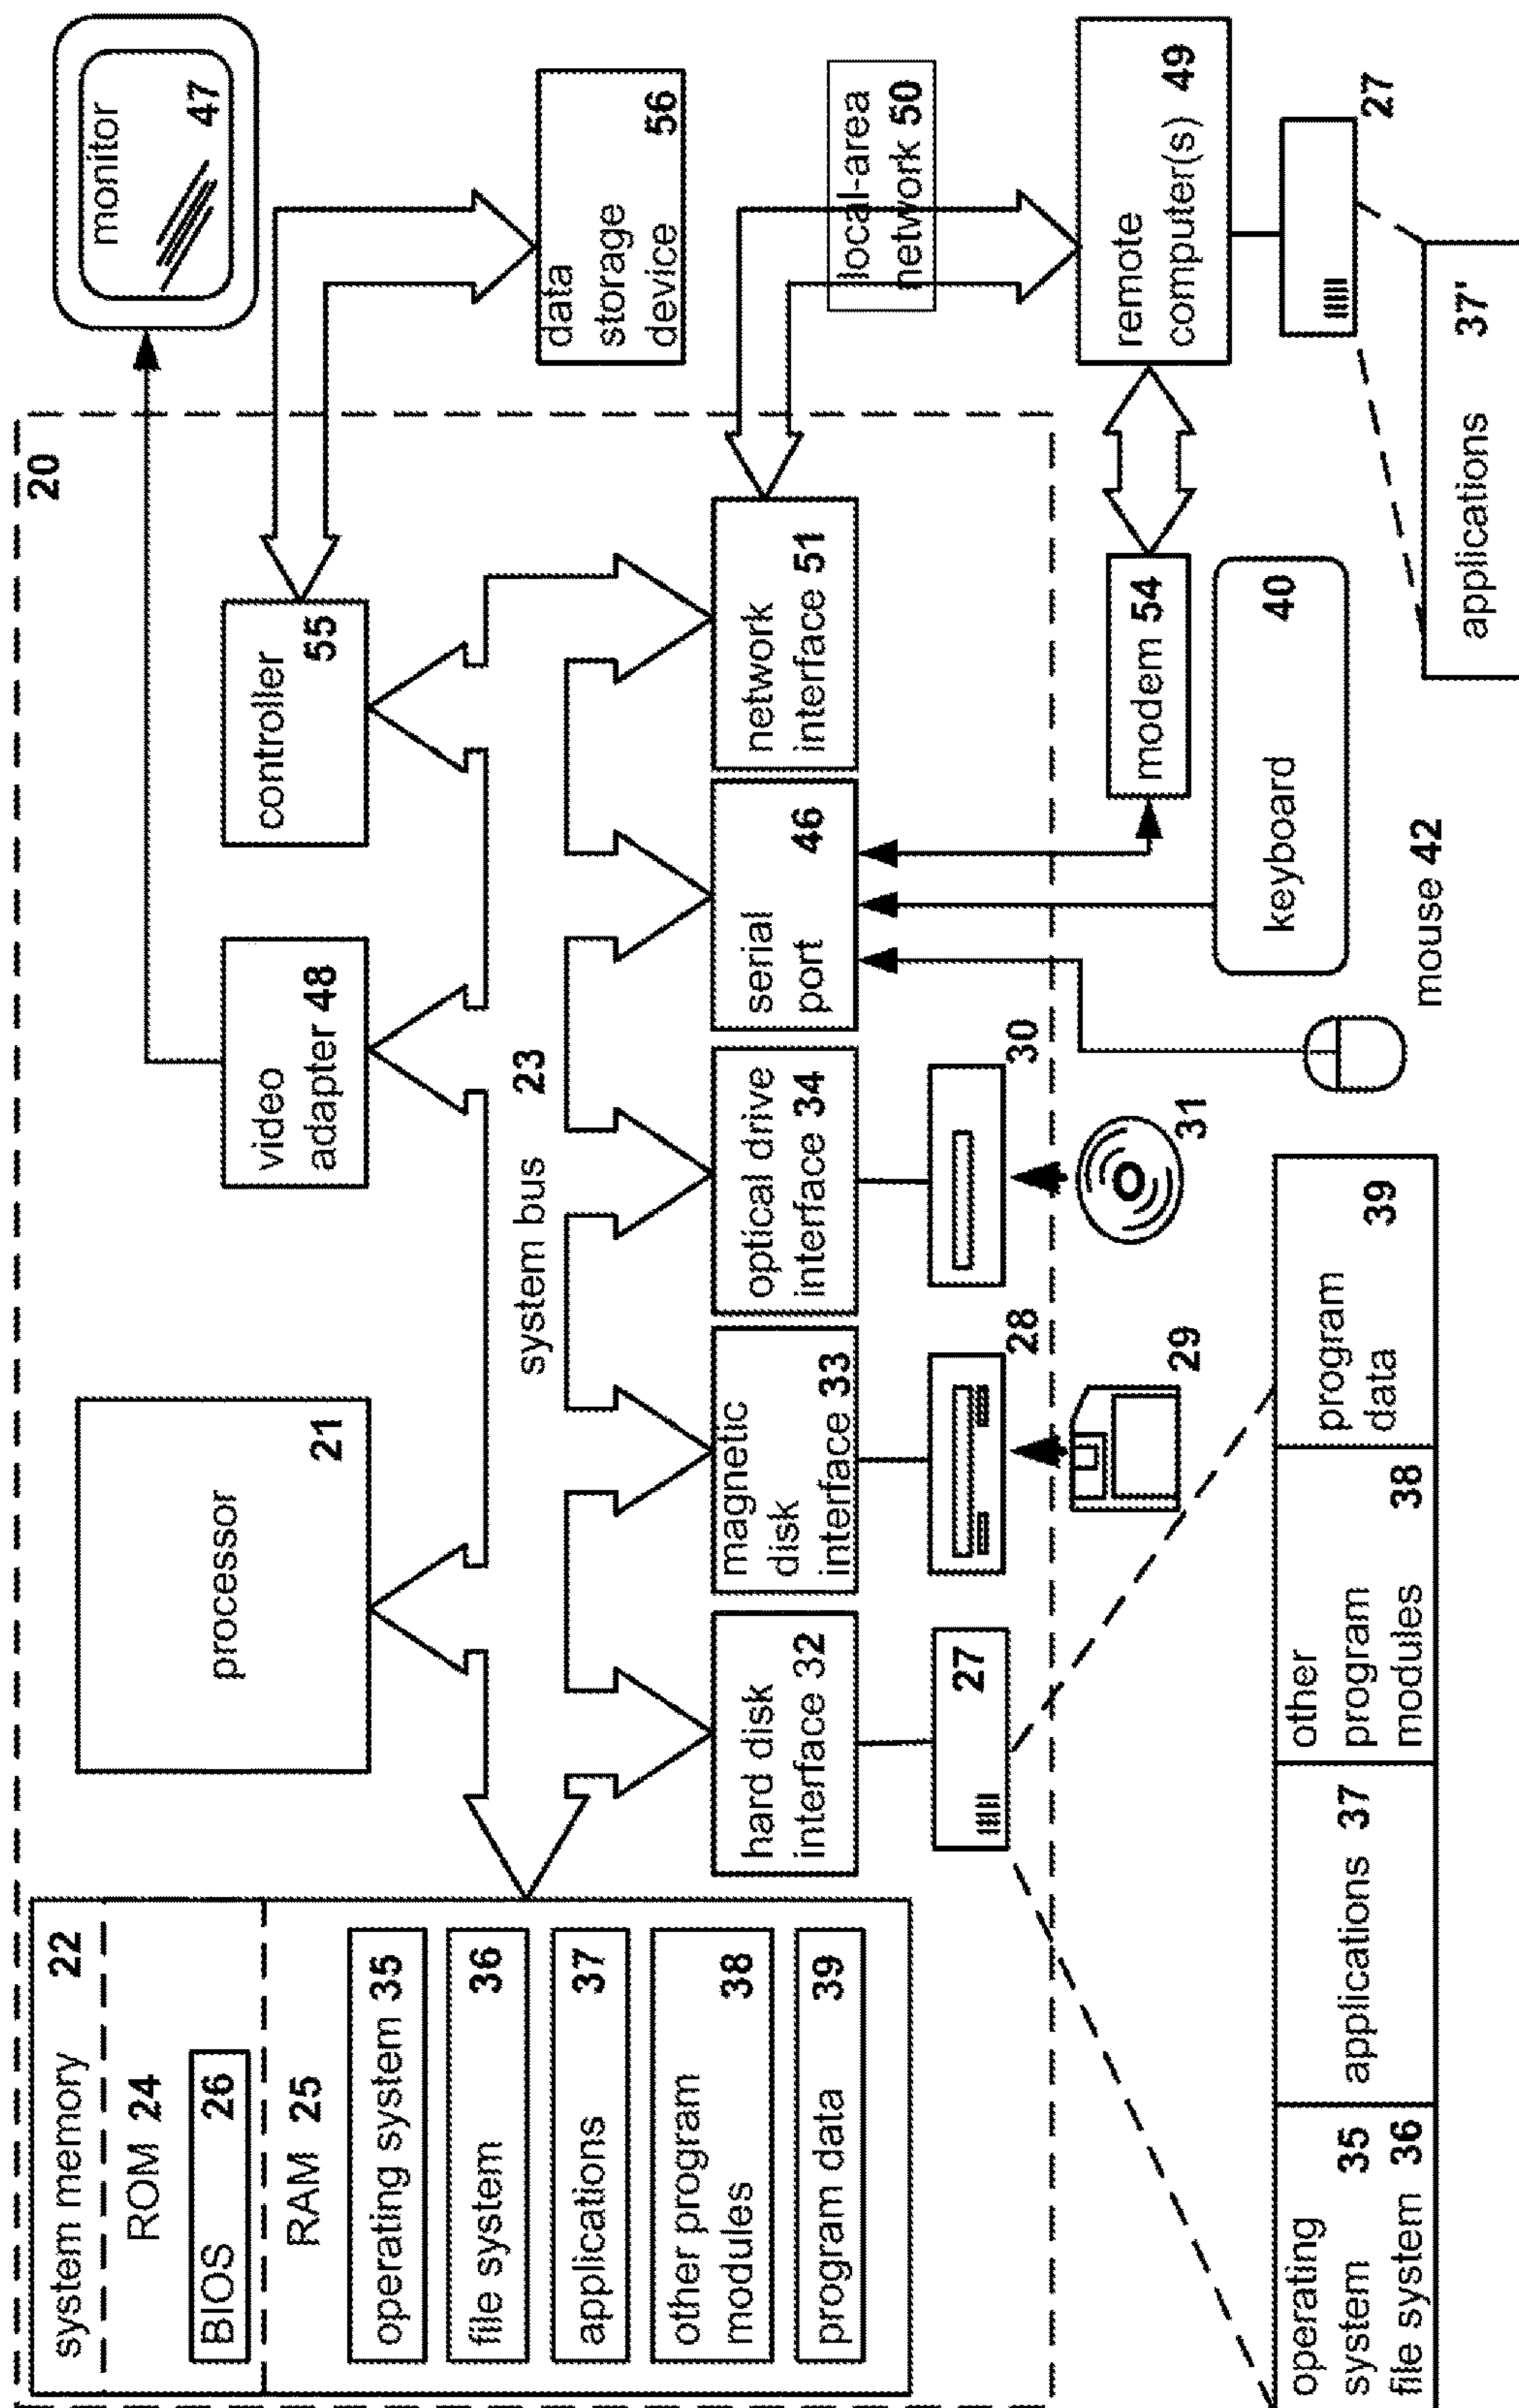 system memory 22
ROM 24
BIOS 26
RAM 25
operating system 35
file system 36
applications 37
other program
modules 38
program data 39
20
processor
21
video
adapter 48
controller
55
monitor
47
system bus 23
data
storage
device 56
hard disk
interface 32
magnetic
disk
interface 33
optical drive
interface 34
serial
port 46
network
interface 51
local-area
network 50
27
28
30
29
31
modem 54
remote
computer(s) 49
keyboard 40
mouse 42
27
operating
system 35
file system 36
applications 37
other
program
modules 38
program
data 39
applications 37'